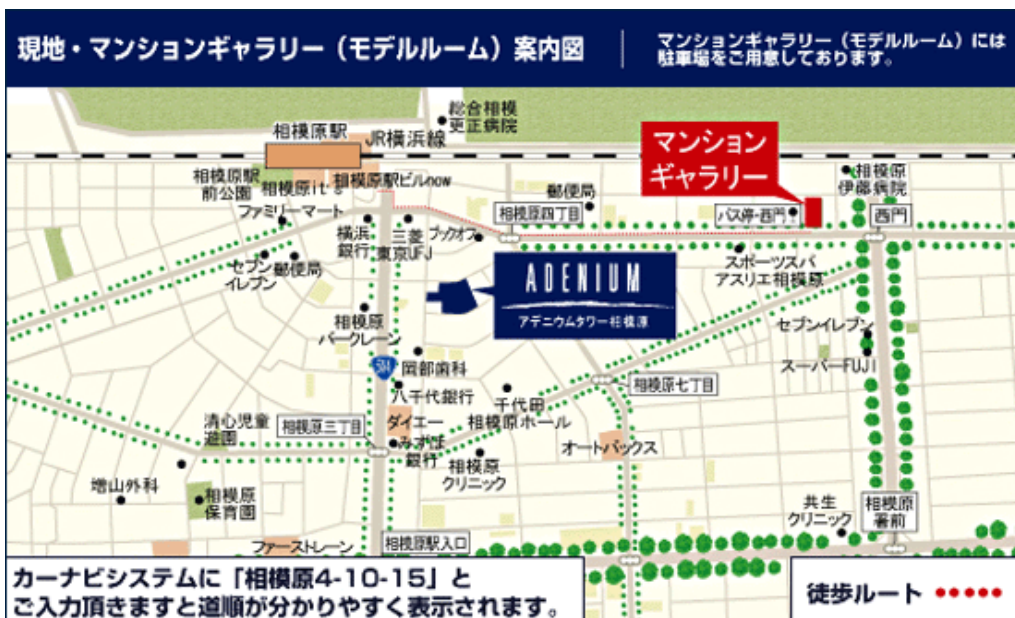 現地・マンションギャラリー（モデルルーム）案内図
マンションギャラリー（モデルルーム）には
駐車場をご用意しております。
総合相模
更正病院
相模原駅
JR横浜線
マンション
ギャラリー
相模原駅
前公園
相模原it's
相模原駅ビルnow
ファミリーマート
郵便局
相模原
伊藤病院
相模原四丁目
バス停・西門
西門
横浜
銀行
三菱
東京UFJ
ブックオフ
セブン
イレブン
郵便局
スポーツスパ
アスリエ相模原
ADENIUM
アデニウムタワー相模原
相模原
パークレーン
セブンイレブン
スーパーFUJI
504
岡部歯科
八千代銀行
相模原七丁目
千代田
相模原ホール
清心児童
遊園
相模原三丁目
ダイエー
みずほ
銀行
オートバックス
相模原
クリニック
増山外科
相模原
保育園
共生
クリニック
相模原
署前
ファーストレーン
相模原駅入口
カーナビシステムに「相模原4-10-15」と
ご入力頂きますと道順が分かりやすく表示されます。
徒歩ルート